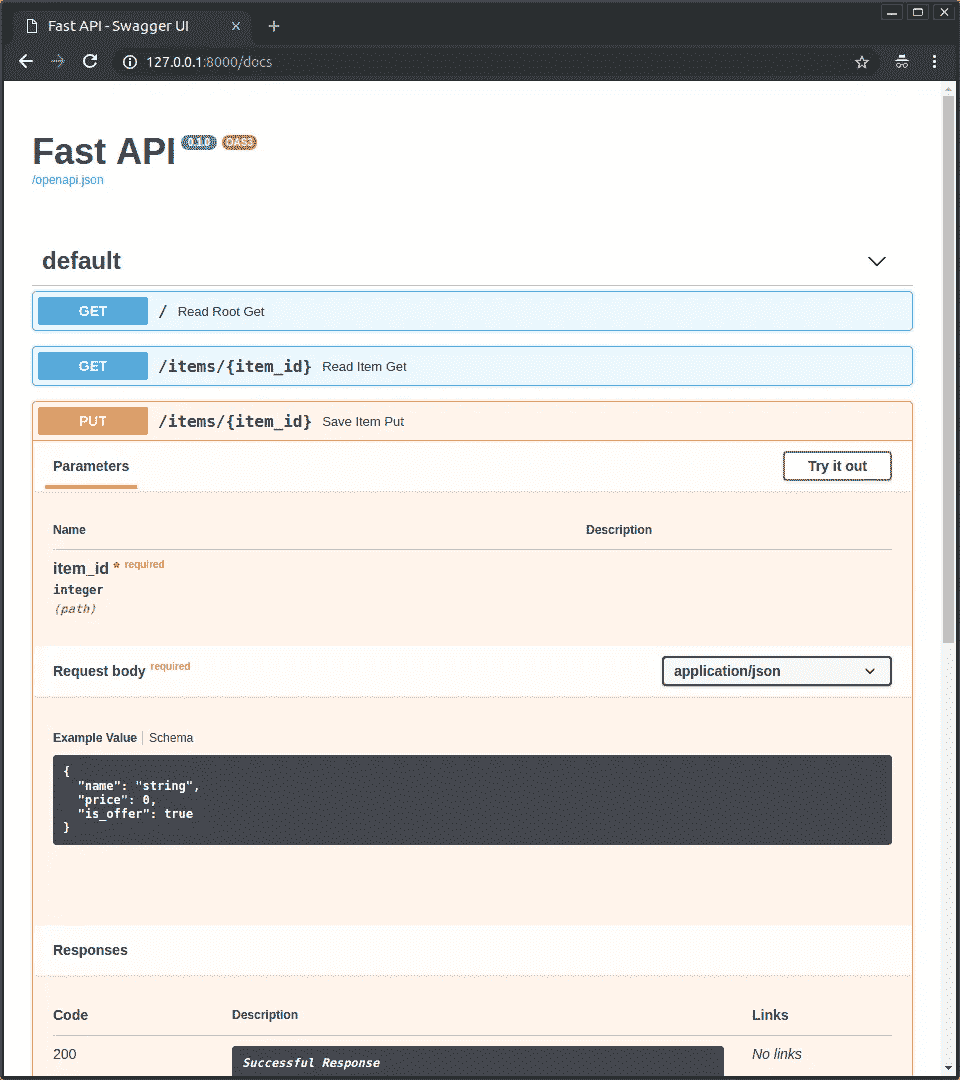 Fast API - Swagger UI
127.0.0.1:8000/docs
Fast API 0.1.0 OAS3
/openapi.json
default
GET / Read Root Get
GET /items/{item_id} Read Item Get
PUT /items/{item_id} Save Item Put
Parameters Try it out
Name Description
item_id * required
integer
(path)
Request body required application/json
Example Value Schema
{
"name": "string",
"price": 0,
"is_offer": true
}
Responses
Code Description Links
200 Successful Response No links